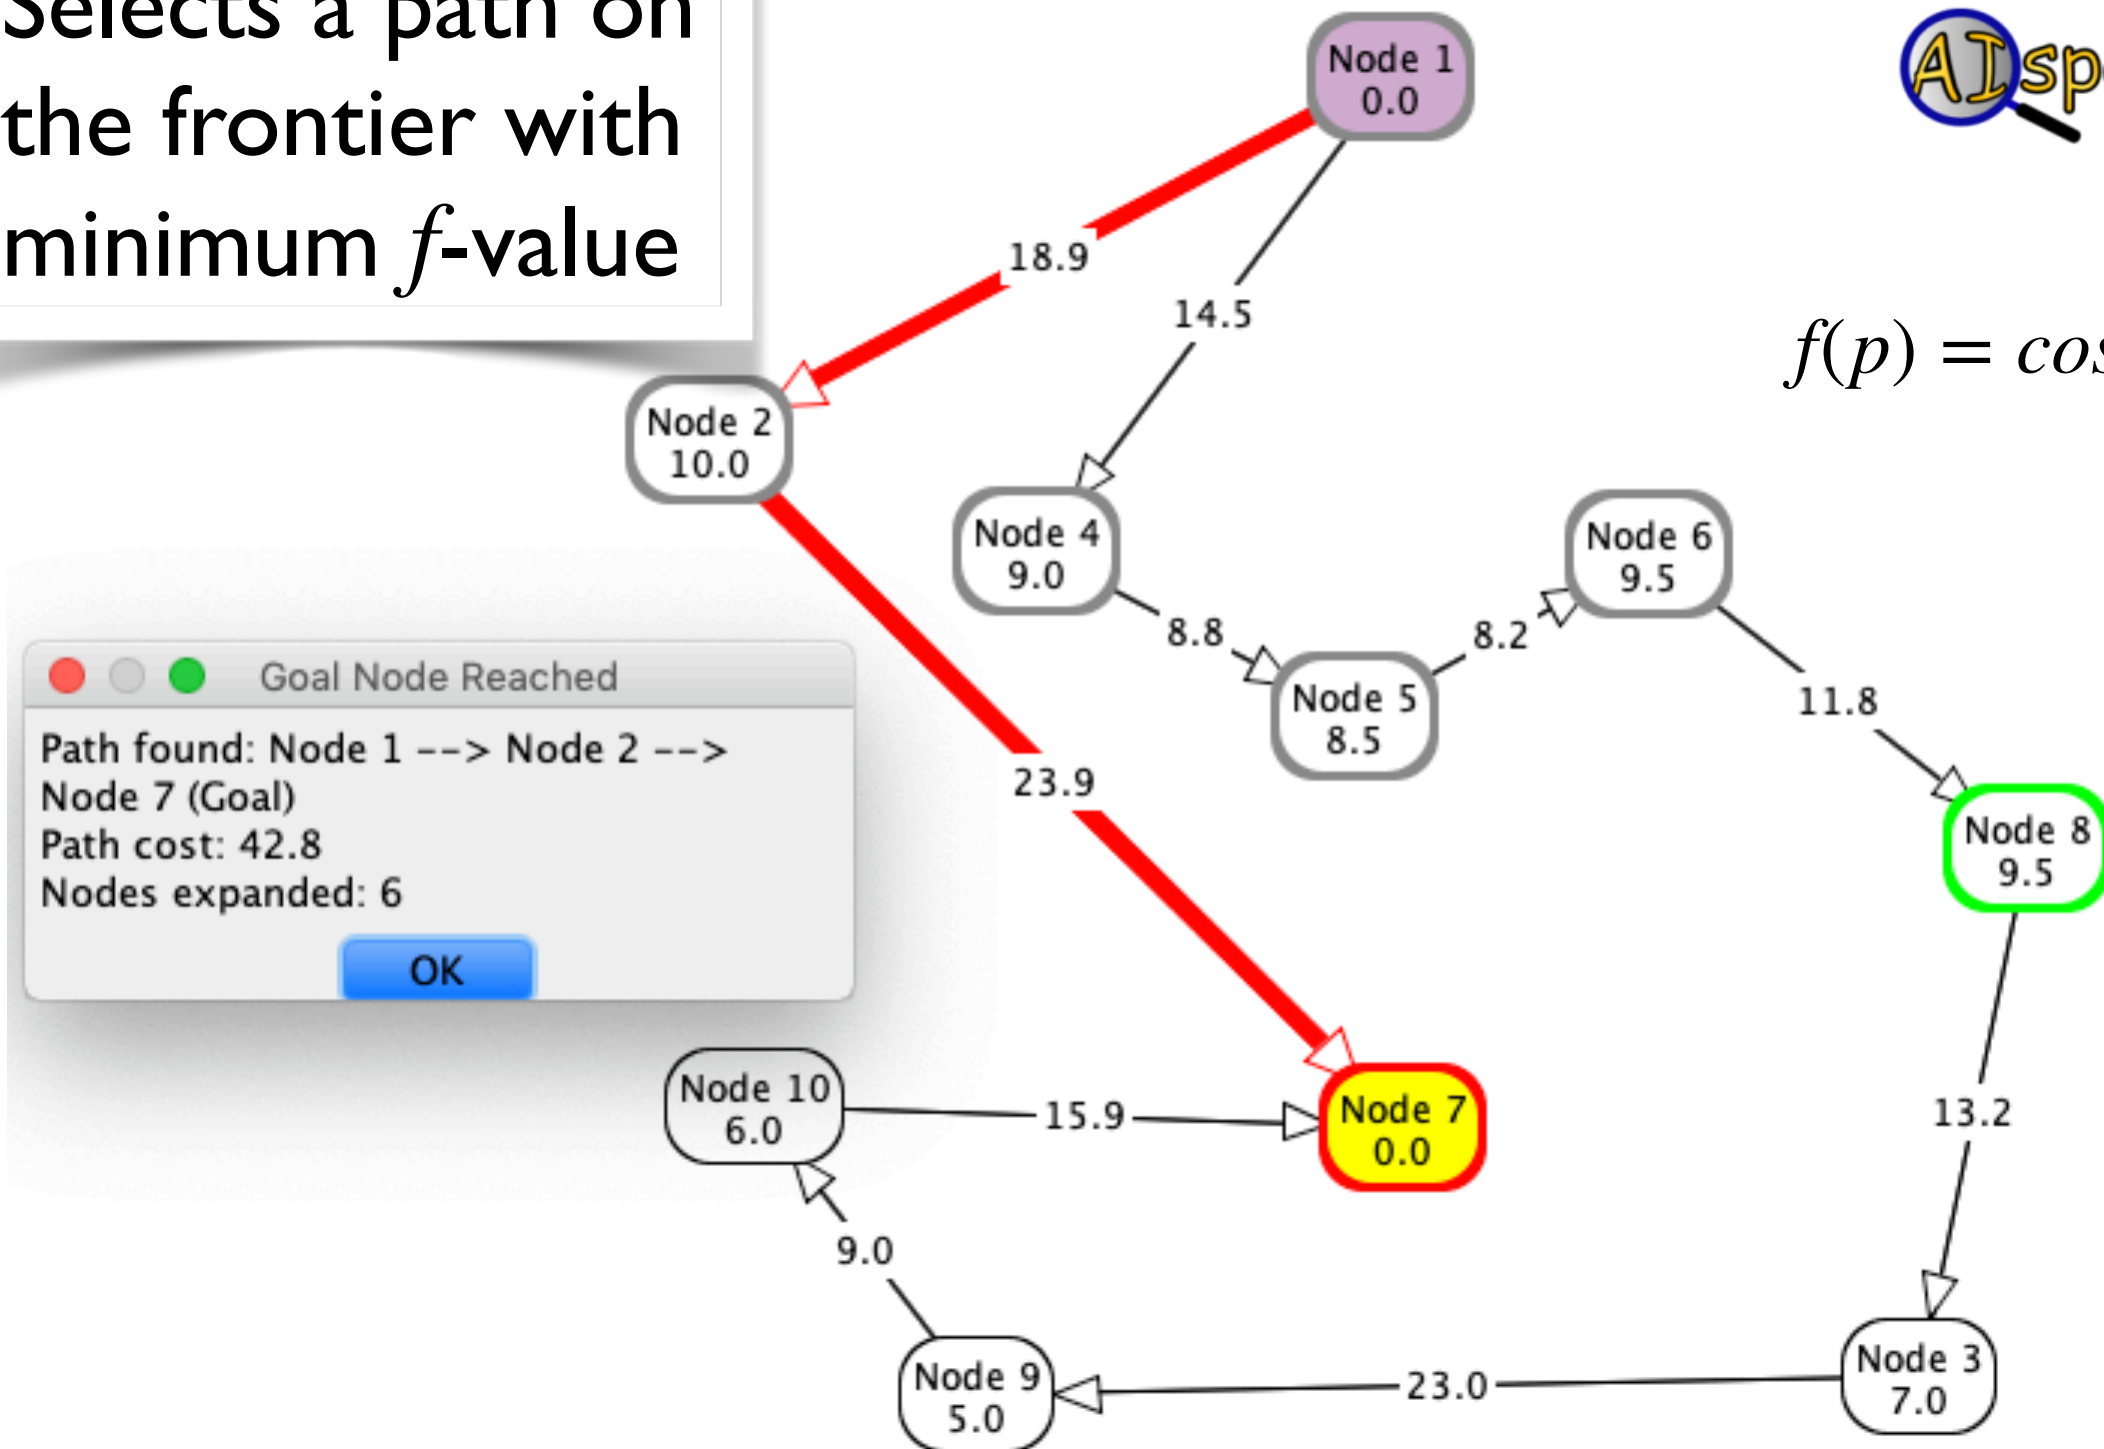 Selects a path on
the frontier with
minimum f-value
AIsp
f(p) = cos
Node 1
0.0
18.9
14.5
Node 2
10.0
Node 4
9.0
Node 6
9.5
8.8
8.2
Node 5
8.5
11.8
23.9
Node 8
9.5
Goal Node Reached
Path found: Node 1 --> Node 2 -->
Node 7 (Goal)
Path cost: 42.8
Nodes expanded: 6
OK
Node 10
6.0
15.9
Node 7
0.0
13.2
9.0
Node 9
5.0
23.0
Node 3
7.0